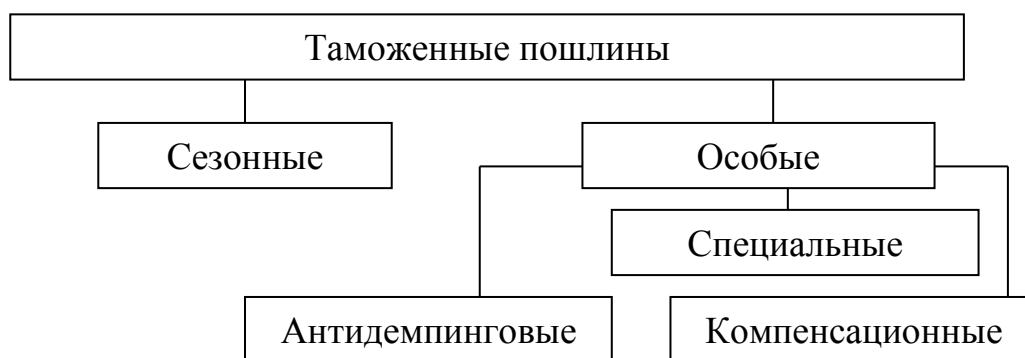 Таможенные пошлины
Сезонные
Особые
Специальные
Антидемпинговые
Компенсационные